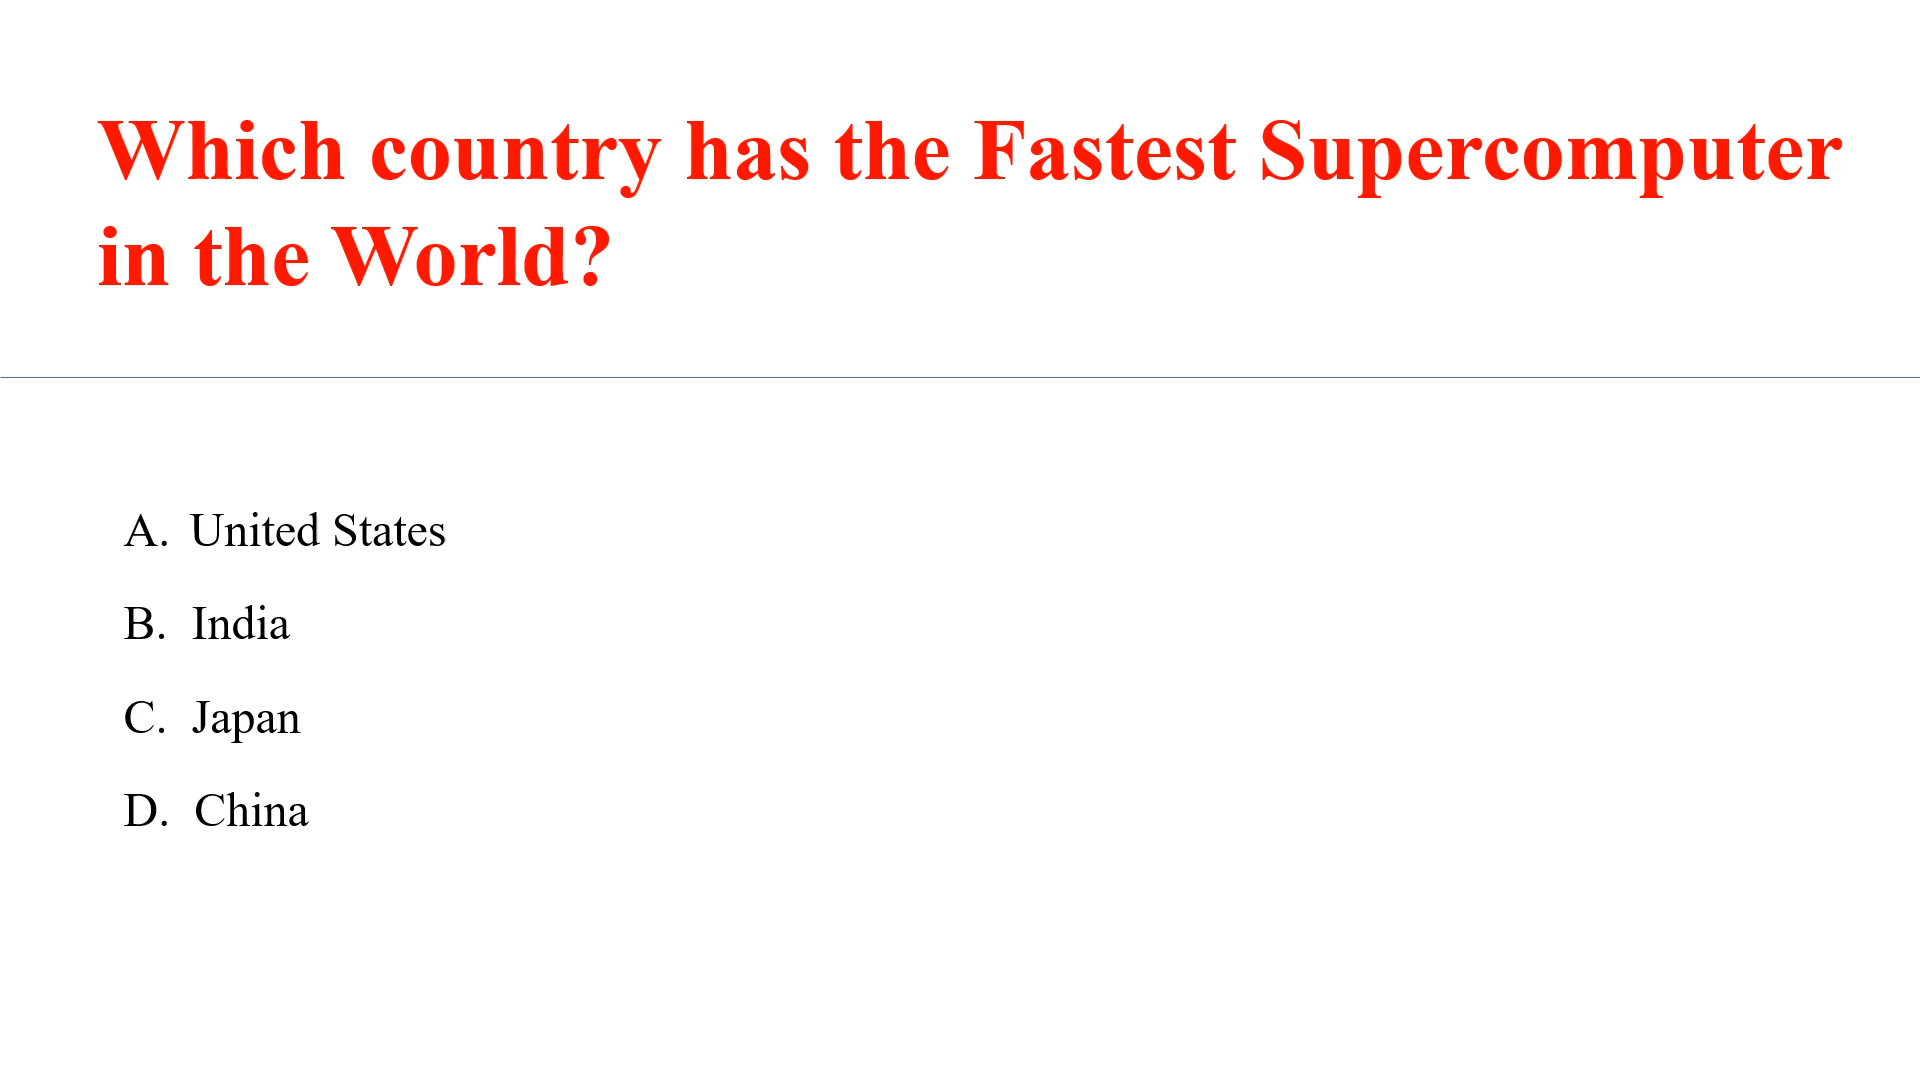 Which country has the Fastest Supercomputer
in the World?
A. United States
B. India
C. Japan
D. China